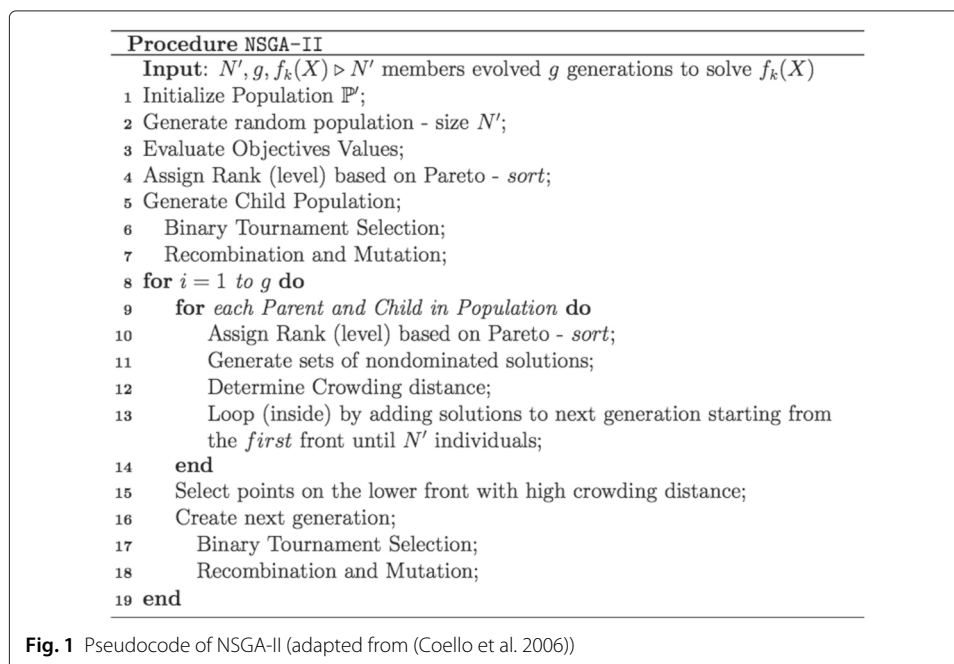 Procedure NSGA-II
Input: N′, g, f_k(X) ▷ N′ members evolved g generations to solve f_k(X)
1 Initialize Population ℙ′;
2 Generate random population - size N′;
3 Evaluate Objectives Values;
4 Assign Rank (level) based on Pareto - sort;
5 Generate Child Population;
6 Binary Tournament Selection;
7 Recombination and Mutation;
8 for i = 1 to g do
9 for each Parent and Child in Population do
10 Assign Rank (level) based on Pareto - sort;
11 Generate sets of nondominated solutions;
12 Determine Crowding distance;
13 Loop (inside) by adding solutions to next generation starting from
the first front until N′ individuals;
14 end
15 Select points on the lower front with high crowding distance;
16 Create next generation;
17 Binary Tournament Selection;
18 Recombination and Mutation;
19 end
Fig. 1 Pseudocode of NSGA-II (adapted from (Coello et al. 2006))